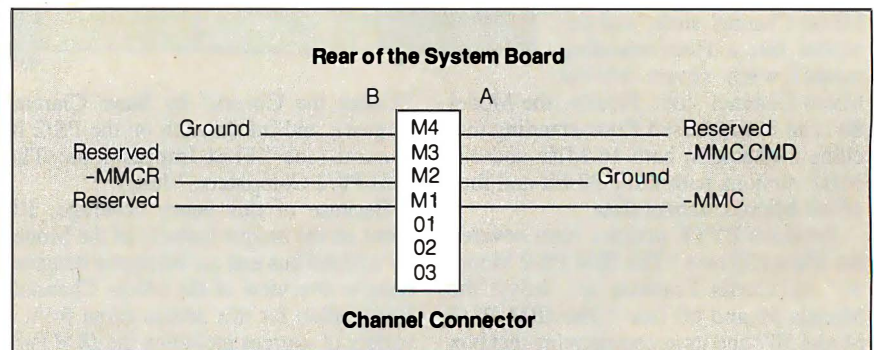 Rear of the System Board
B A
Ground M4 Reserved
Reserved M3 -MMC CMD
-MMCR M2 Ground
Reserved M1 -MMC
01
02
03
Channel Connector